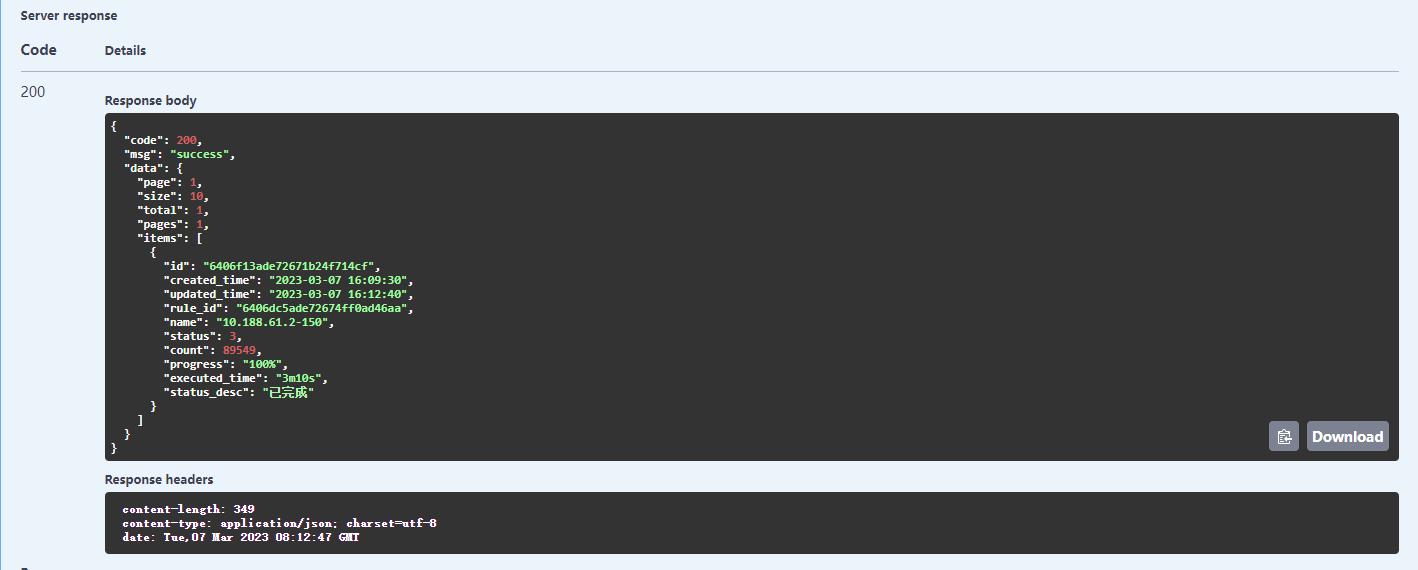 Server response
Code Details
200
Response body
{
"code": 200,
"msg": "success",
"data": {
"page": 1,
"size": 10,
"total": 1,
"pages": 1,
"items": [
{
"id": "6406f13ade72671b24f714cf",
"created_time": "2023-03-07 16:09:30",
"updated_time": "2023-03-07 16:12:40",
"rule_id": "6406dc5ade72674ff0ad46aa",
"name": "10.188.61.2-150",
"status": 3,
"count": 89549,
"progress": "100%",
"executed_time": "3m10s",
"status_desc": "已完成"
}
]
}
}
Download
Response headers
content-length: 349
content-type: application/json; charset=utf-8
date: Tue,07 Mar 2023 08:12:47 GMT